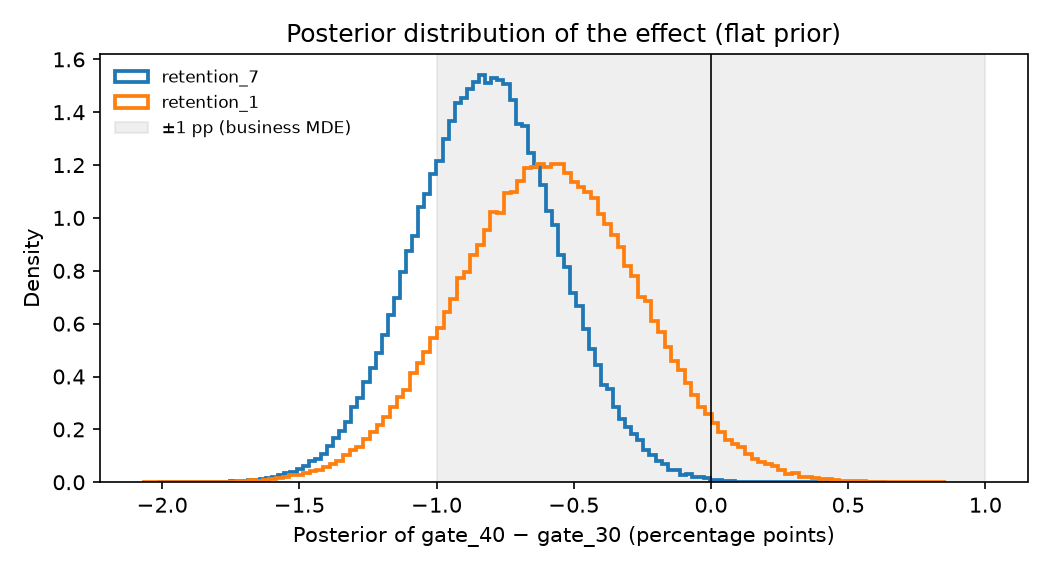 Posterior distribution of the effect (flat prior)
retention_7
retention_1
±1 pp (business MDE)
Density
1.6
1.4
1.2
1.0
0.8
0.6
0.4
0.2
0.0
−2.0 −1.5 −1.0 −0.5 0.0 0.5 1.0
Posterior of gate_40 − gate_30 (percentage points)